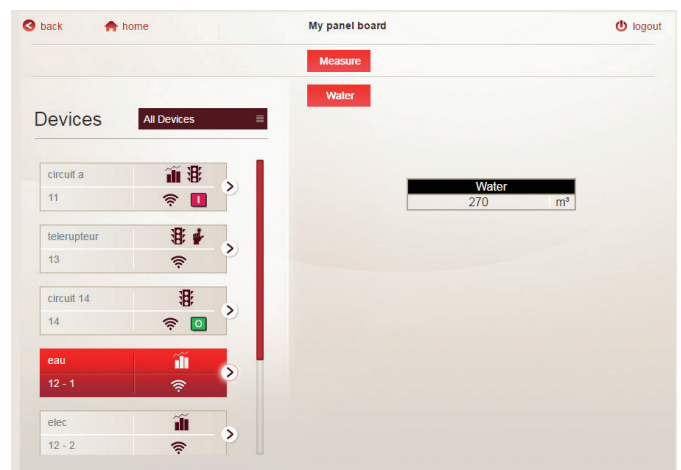 back home My panel board logout
Measure
Water
Devices All Devices
circuit a
11 I
telerupteur
13
circuit 14
14 O
eau
12 - 1
elec
12 - 2
Water
270 m³